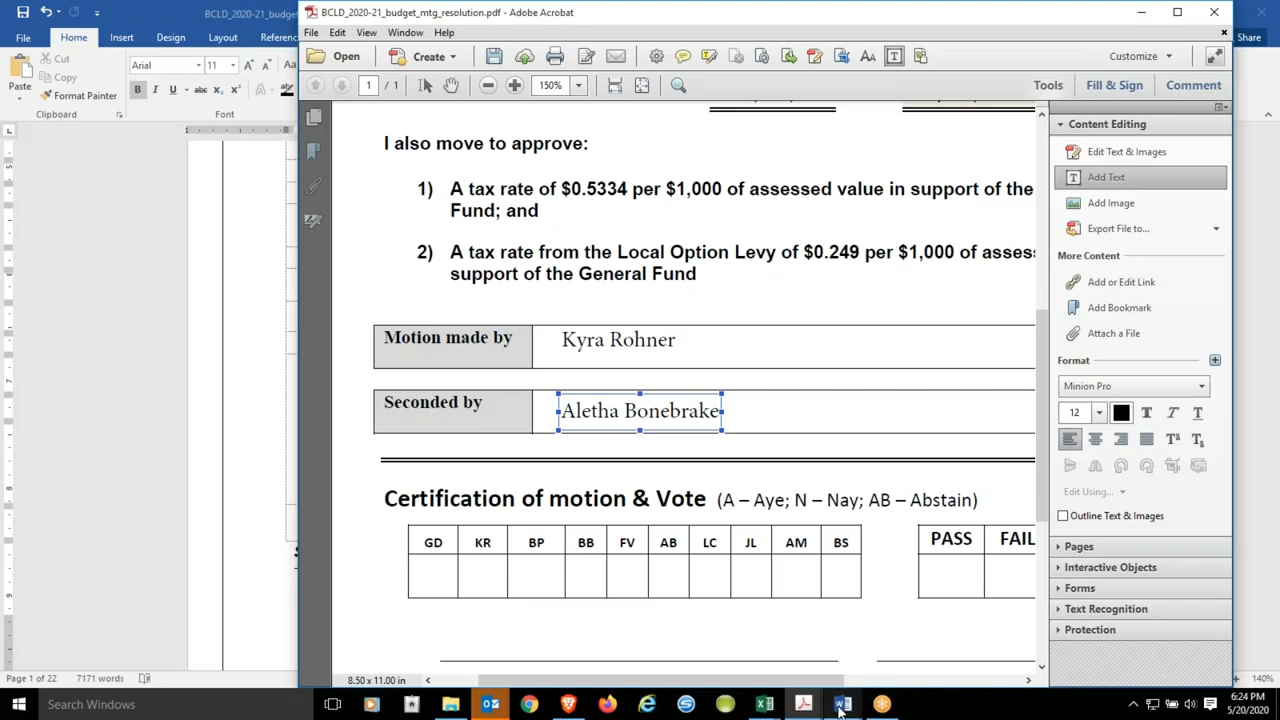 BCLD_2020-21_budget
BCLD_2020-21_budget_mtg_resolution.pdf - Adobe Acrobat
File Home Insert Design Layout Referenc
Share
File Edit View Window Help
Open Create Customize
1 / 1 150% Tools Fill & Sign Comment
Paste
Cut
Copy
Format Painter
Clipboard
Arial 11 Aa
B I U abc x₂ x² A
Font
I also move to approve:
1) A tax rate of $0.5334 per $1,000 of assessed value in support of the
Fund; and
2) A tax rate from the Local Option Levy of $0.249 per $1,000 of asses
support of the General Fund
Motion made by Kyra Rohner
Seconded by Aletha Bonebrake
Certification of motion & Vote (A – Aye; N – Nay; AB – Abstain)
GD KR BP BB FV AB LC JL AM BS PASS FAIL
8.50 x 11.00 in
Content Editing
Edit Text & Images
Add Text
Add Image
Export File to...
More Content
Add or Edit Link
Add Bookmark
Attach a File
Format
Minion Pro
12 T T T
Edit Using...
Outline Text & Images
Pages
Interactive Objects
Forms
Text Recognition
Protection
Page 1 of 22 7171 words
140%
Search Windows
6:24 PM
5/20/2020